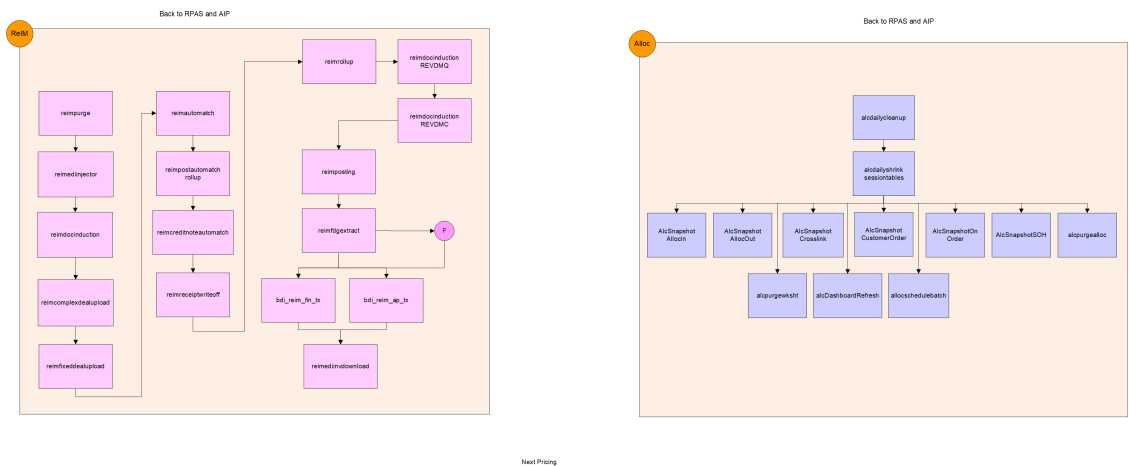 Back to RPAS and AIP
ReIM
reimpurge
reimediinjector
reimdocinduction
reimcomplexdealupload
reimfixeddealupload
reimautomatch
reimpostautomatch
rollup
reimcreditnoteautomatch
reimreceiptwriteoff
reimrollup
reimdocinduction
REVDMQ
reimdocinduction
REVDMC
reimposting
reimfdgextract
F
bdi_reim_fin_tx
bdi_reim_ap_tx
reimediinvdownload
Back to RPAS and AIP
Alloc
alcdailycleanup
alcdailyshrink
sessiontables
AlcSnapshot
AllocIn
AlcSnapshot
AllocOut
AlcSnapshot
Crosslink
AlcSnapshot
CustomerOrder
AlcSnapshotOn
Order
AlcSnapshotSOH
alcpurgealloc
alcpurgewksht
alcDashboardRefresh
allocschedulebatch
Next Pricing